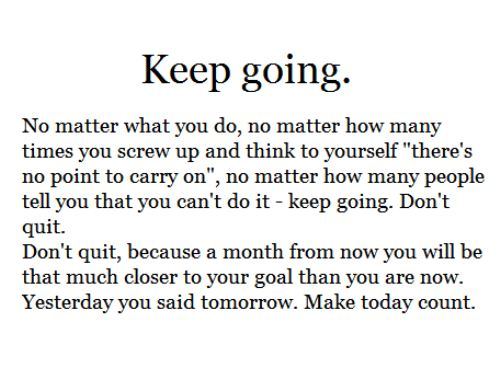 Keep going.
No matter what you do, no matter how many
times you screw up and think to yourself "there's
no point to carry on", no matter how many people
tell you that you can't do it - keep going. Don't
quit.
Don't quit, because a month from now you will be
that much closer to your goal than you are now.
Yesterday you said tomorrow. Make today count.